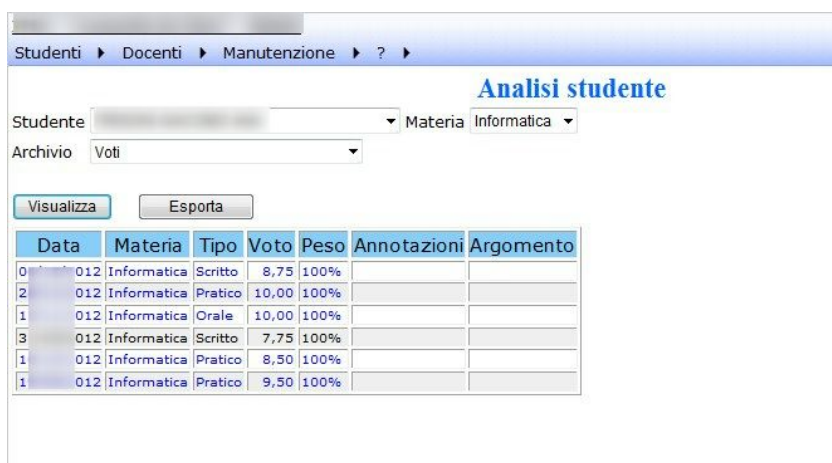 Studenti Docenti Manutenzione ?
Analisi studente
Studente Materia Informatica
Archivio Voti
Visualizza Esporta
Data Materia Tipo Voto Peso Annotazioni Argomento
012 Informatica Scritto 8,75 100%
012 Informatica Pratico 10,00 100%
012 Informatica Orale 10,00 100%
012 Informatica Scritto 7,75 100%
012 Informatica Pratico 8,50 100%
012 Informatica Pratico 9,50 100%